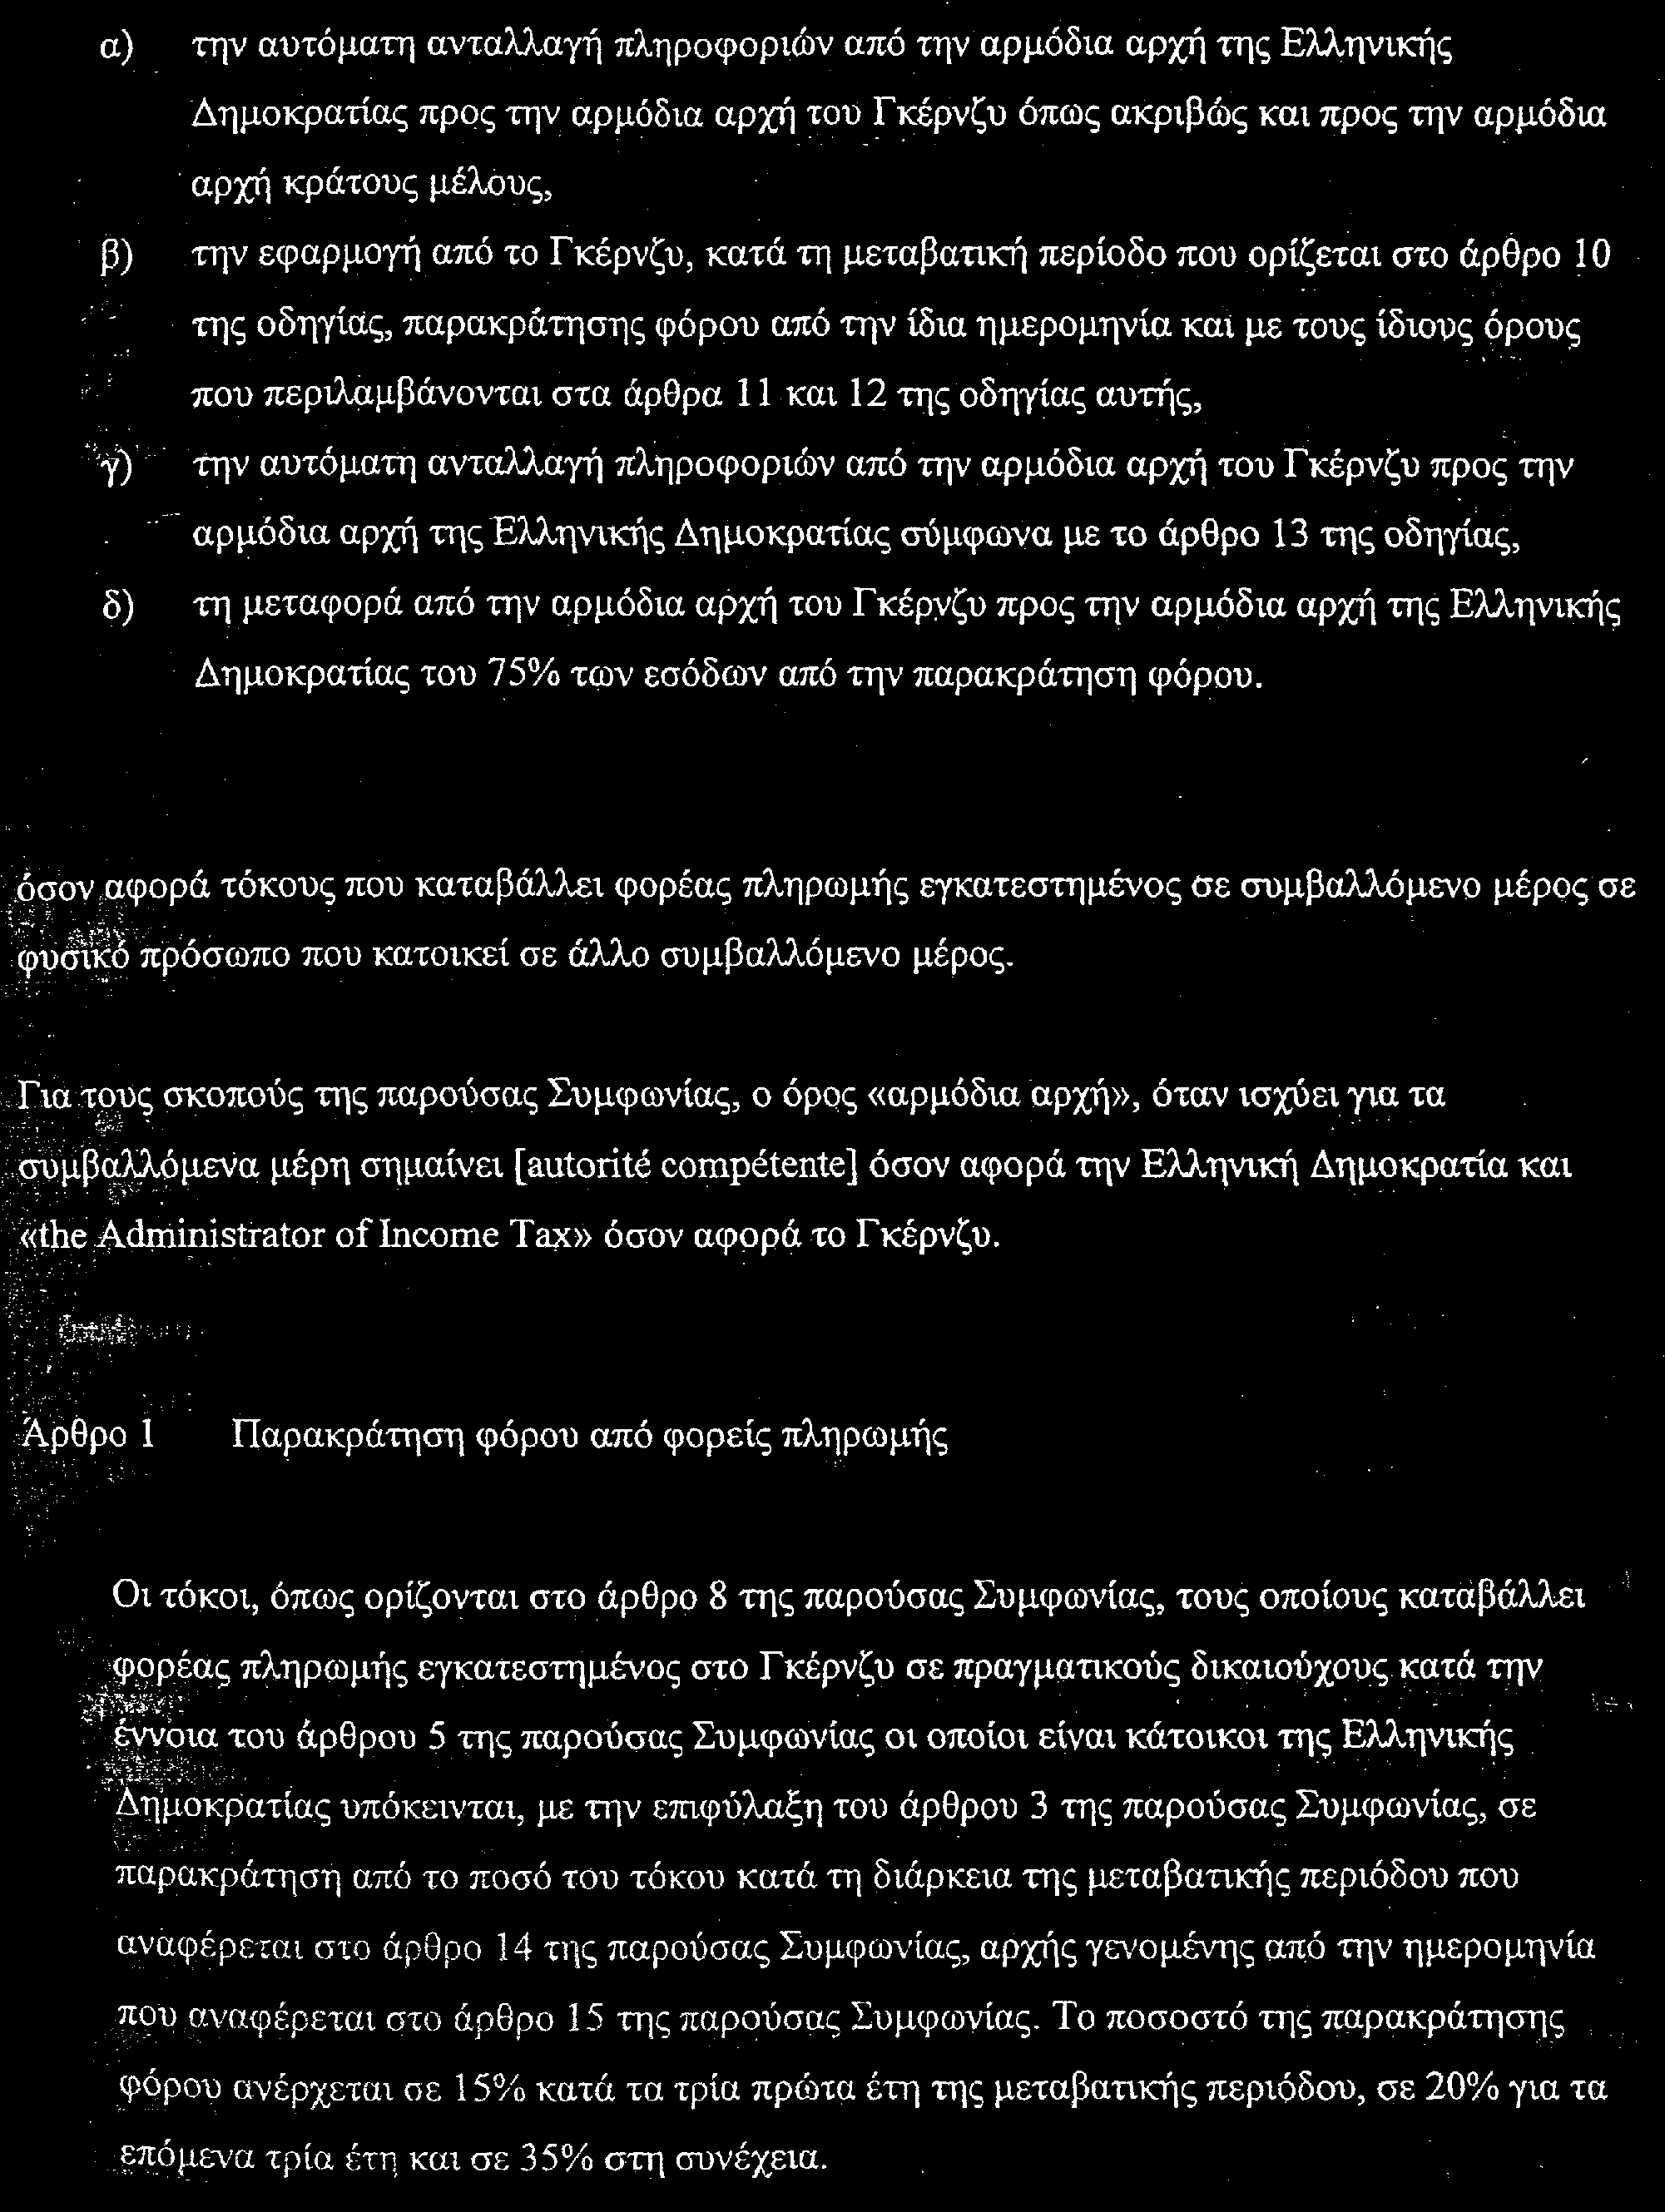 α) την αυτόματη ανταλλαγή πληροφοριών από την αρμόδια αρχή της Ελληνικής
Δημοκρατίας προς την αρμόδια αρχή του Γκέρνζυ όπως ακριβώς και προς την αρμόδια
αρχή κράτους μέλους,
β) την εφαρμογή από το Γκέρνζυ, κατά τη μεταβατική περίοδο που ορίζεται στο άρθρο 10
της οδηγίας, παρακράτησης φόρου από την ίδια ημερομηνία και με τους ίδιους όρους
που περιλαμβάνονται στα άρθρα 11 και 12 της οδηγίας αυτής,
γ) την αυτόματη ανταλλαγή πληροφοριών από την αρμόδια αρχή του Γκέρνζυ προς την
αρμόδια αρχή της Ελληνικής Δημοκρατίας σύμφωνα με το άρθρο 13 της οδηγίας,
δ) τη μεταφορά από την αρμόδια αρχή του Γκέρνζυ προς την αρμόδια αρχή της Ελληνικής
Δημοκρατίας του 75% των εσόδων από την παρακράτηση φόρου.
όσον αφορά τόκους που καταβάλλει φορέας πληρωμής εγκατεστημένος σε συμβαλλόμενο μέρος σε
φυσικό πρόσωπο που κατοικεί σε άλλο συμβαλλόμενο μέρος.
Για τους σκοπούς της παρούσας Συμφωνίας, ο όρος «αρμόδια αρχή», όταν ισχύει για τα
συμβαλλόμενα μέρη σημαίνει [autorité compétente] όσον αφορά την Ελληνική Δημοκρατία και
«the Administrator of Income Tax» όσον αφορά το Γκέρνζυ.
Άρθρο 1 Παρακράτηση φόρου από φορείς πληρωμής
Οι τόκοι, όπως ορίζονται στο άρθρο 8 της παρούσας Συμφωνίας, τους οποίους καταβάλλει
φορέας πληρωμής εγκατεστημένος στο Γκέρνζυ σε πραγματικούς δικαιούχους κατά την
έννοια του άρθρου 5 της παρούσας Συμφωνίας οι οποίοι είναι κάτοικοι της Ελληνικής
Δημοκρατίας υπόκεινται, με την επιφύλαξη του άρθρου 3 της παρούσας Συμφωνίας, σε
παρακράτηση από το ποσό του τόκου κατά τη διάρκεια της μεταβατικής περιόδου που
αναφέρεται στο άρθρο 14 της παρούσας Συμφωνίας, αρχής γενομένης από την ημερομηνία
που αναφέρεται στο άρθρο 15 της παρούσας Συμφωνίας. Το ποσοστό της παρακράτησης
φόρου ανέρχεται σε 15% κατά τα τρία πρώτα έτη της μεταβατικής περιόδου, σε 20% για τα
επόμενα τρία έτη και σε 35% στη συνέχεια.